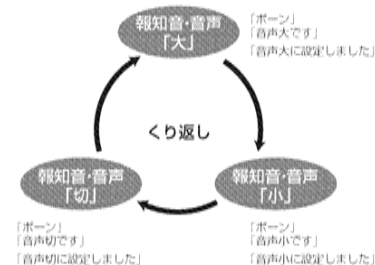 報知音・音声
「大」
「ポーン」
「音声大です」
「音声大に設定しました」
くり返し
報知音・音声
「切」
報知音・音声
「小」
「ポーン」
「音声切です」
「音声切に設定しました」
「ポーン」
「音声小です」
「音声小に設定しました」